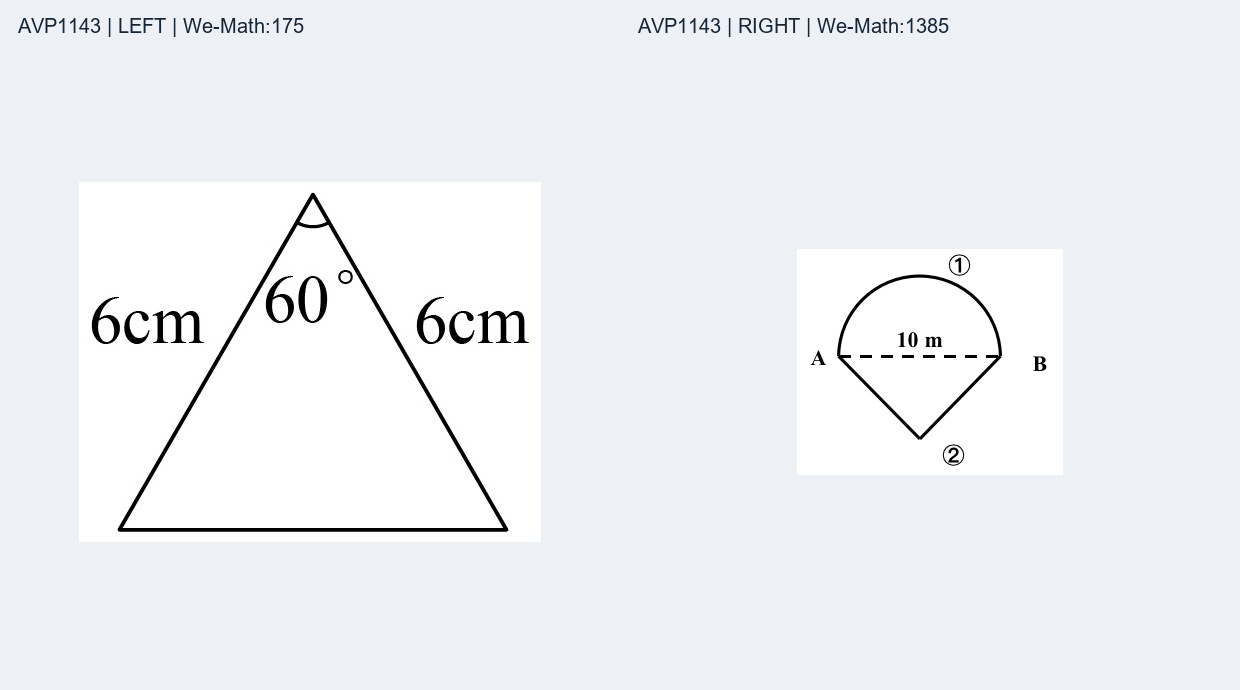 AVP1143 | LEFT | We-Math:175
AVP1143 | RIGHT | We-Math:1385
60°
6cm
6cm
①
10 m
A
B
②